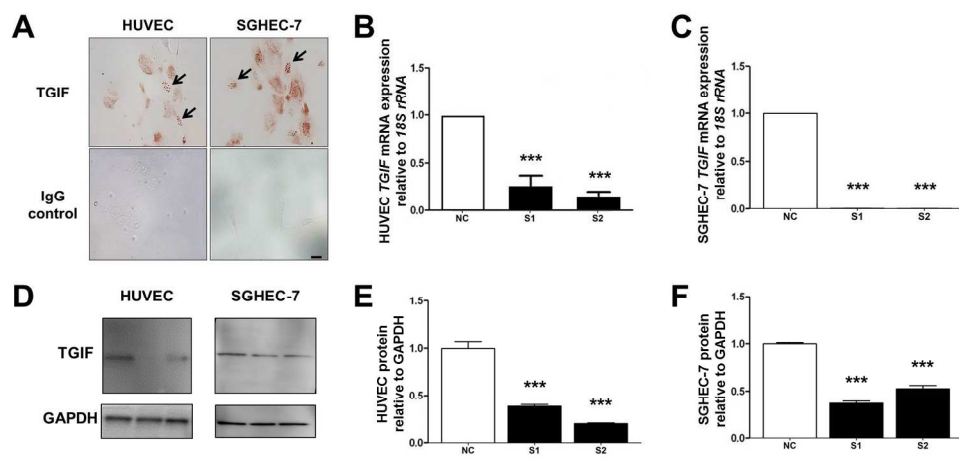 A
HUVEC
SGHEC-7
TGIF
IgG
control
B
HUVEC TGIF mRNA expression
relative to 18S rRNA
1.5
1.0
0.5
0.0
***
***
NC
S1
S2
C
SGHEC-7 TGIF mRNA expression
relative to 18S rRNA
1.5
1.0
0.5
0.0
***
***
NC
S1
S2
D
HUVEC
SGHEC-7
TGIF
GAPDH
E
HUVEC protein
relative to GAPDH
1.5
1.0
0.5
0.0
***
***
NC
S1
S2
F
SGHEC-7 protein
relative to GAPDH
1.5
1.0
0.5
0.0
***
***
NC
S1
S2